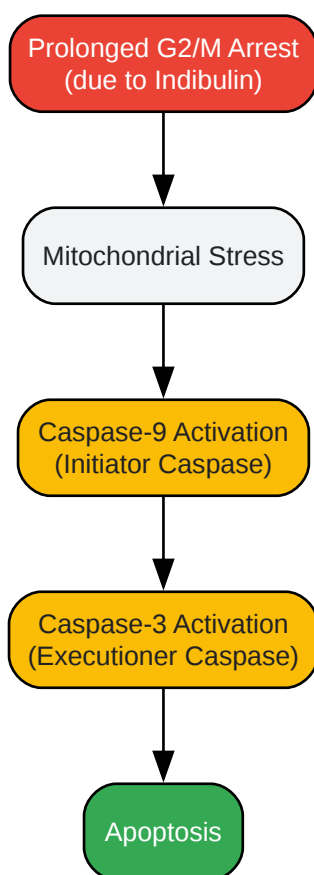 Prolonged G2/M Arrest
(due to Indibulin)
Mitochondrial Stress
Caspase-9 Activation
(Initiator Caspase)
Caspase-3 Activation
(Executioner Caspase)
Apoptosis